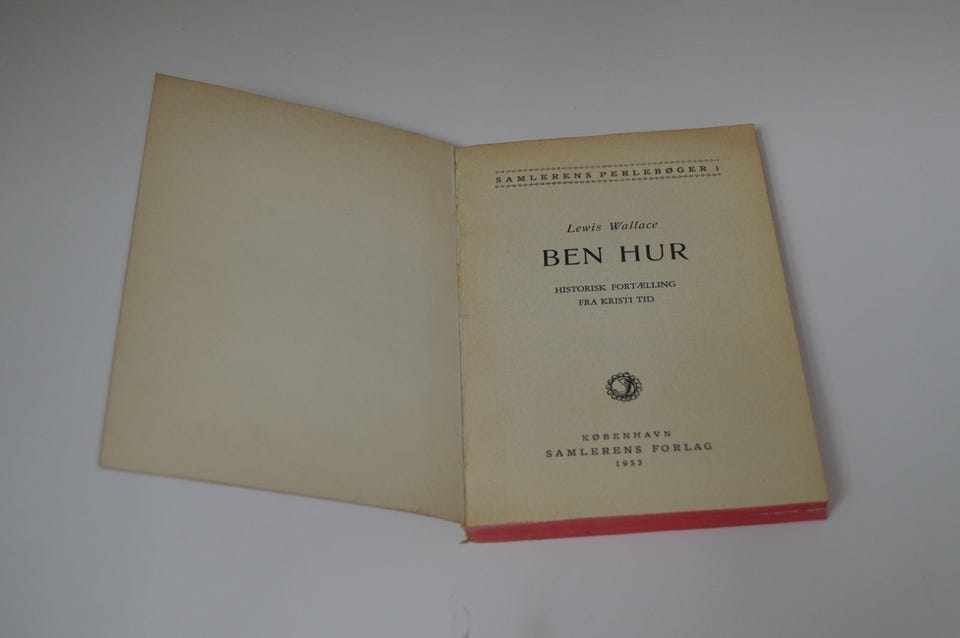 SAMLERENS PERLEBØGER 1
Lewis Wallace
BEN HUR
HISTORISK FORTÆLLING
FRA KRISTI TID
KØBENHAVN
SAMLERENS FORLAG
1953